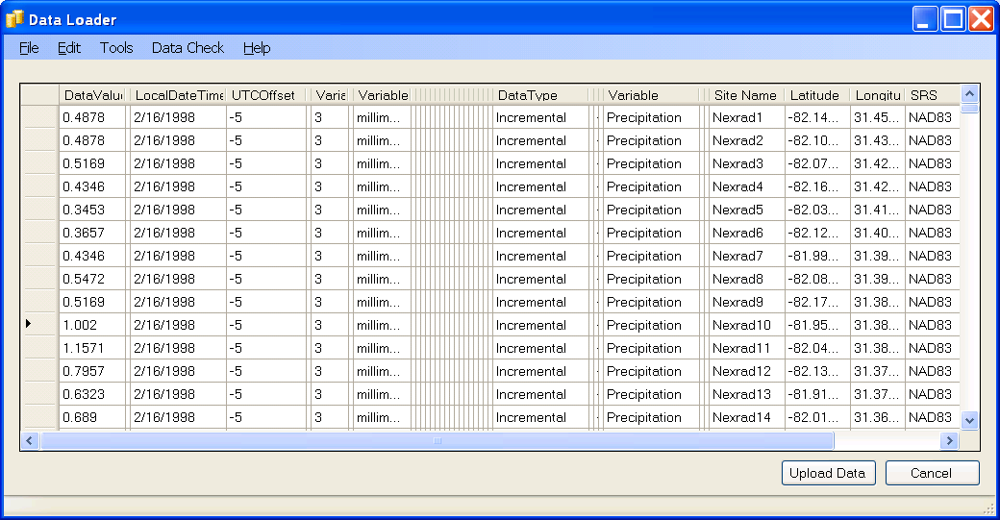 Data Loader
File Edit Tools Data Check Help
DataValu LocalDateTime UTCOffset Varia Variable DataType Variable Site Name Latitude Longitu SRS
0.4878 2/16/1998 -5 3 millim... Incremental Precipitation Nexrad1 -82.14... 31.45... NAD83
0.4878 2/16/1998 -5 3 millim... Incremental Precipitation Nexrad2 -82.10... 31.43... NAD83
0.5169 2/16/1998 -5 3 millim... Incremental Precipitation Nexrad3 -82.07... 31.42... NAD83
0.4346 2/16/1998 -5 3 millim... Incremental Precipitation Nexrad4 -82.16... 31.42... NAD83
0.3453 2/16/1998 -5 3 millim... Incremental Precipitation Nexrad5 -82.03... 31.41... NAD83
0.3657 2/16/1998 -5 3 millim... Incremental Precipitation Nexrad6 -82.12... 31.40... NAD83
0.4346 2/16/1998 -5 3 millim... Incremental Precipitation Nexrad7 -81.99... 31.39... NAD83
0.5472 2/16/1998 -5 3 millim... Incremental Precipitation Nexrad8 -82.08... 31.39... NAD83
0.5169 2/16/1998 -5 3 millim... Incremental Precipitation Nexrad9 -82.17... 31.38... NAD83
1.002 2/16/1998 -5 3 millim... Incremental Precipitation Nexrad10 -81.95... 31.38... NAD83
1.1571 2/16/1998 -5 3 millim... Incremental Precipitation Nexrad11 -82.04... 31.38... NAD83
0.7957 2/16/1998 -5 3 millim... Incremental Precipitation Nexrad12 -82.13... 31.37... NAD83
0.6323 2/16/1998 -5 3 millim... Incremental Precipitation Nexrad13 -81.91... 31.37... NAD83
0.689 2/16/1998 -5 3 millim... Incremental Precipitation Nexrad14 -82.01... 31.36... NAD83
Upload Data Cancel